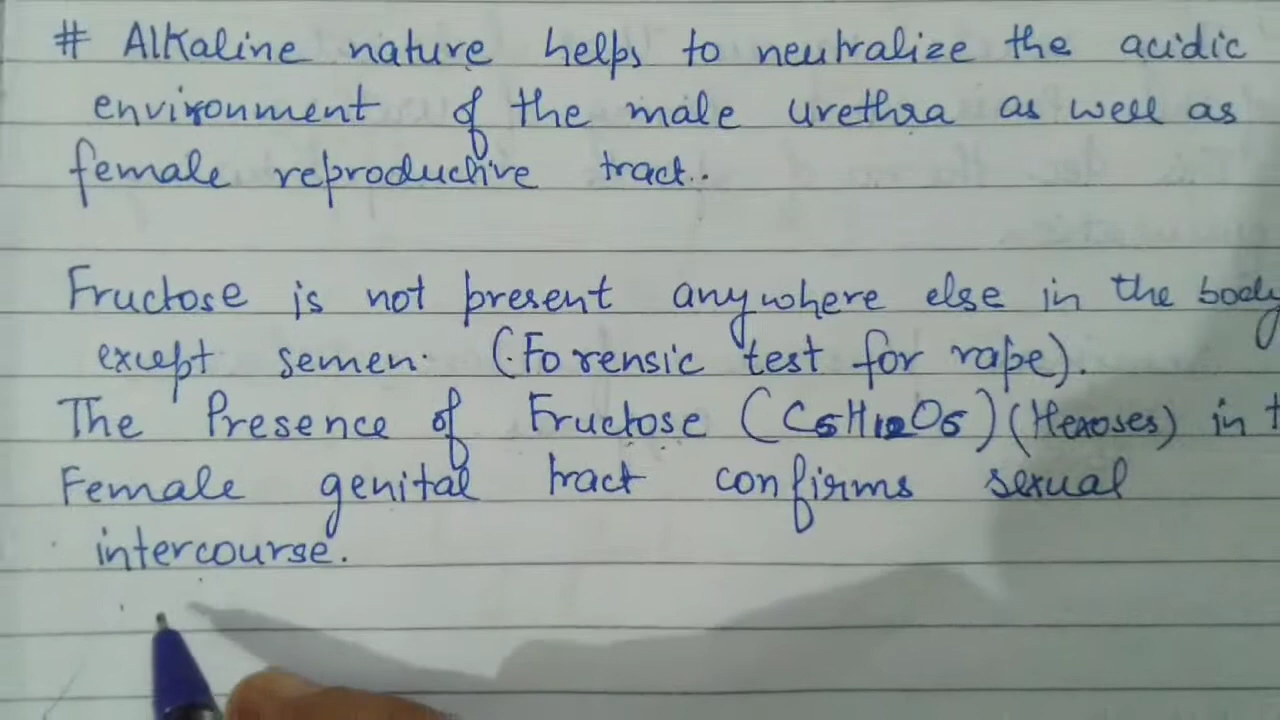 # Alkaline nature helps to neutralize the acidic
environment of the male urethra as well as
female reproductive tract.
Fructose is not present anywhere else in the body
except semen. (Forensic test for rape).
The Presence of Fructose (C6H12O6) (Hexoses) in
Female genital tract confirms sexual
intercourse.